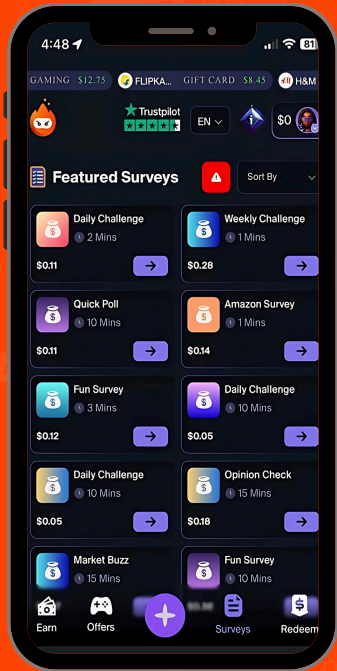 4:48
81
GAMING $12.75
FLIPKA... GIFT CARD $8.45
H&M
Trustpilot
EN
$0
Featured Surveys
Sort By
Daily Challenge
2 Mins
$0.11
Weekly Challenge
1 Mins
$0.28
Quick Poll
10 Mins
$0.11
Amazon Survey
1 Mins
$0.14
Fun Survey
3 Mins
$0.12
Daily Challenge
10 Mins
$0.05
Daily Challenge
10 Mins
$0.05
Opinion Check
15 Mins
$0.18
Market Buzz
15 Mins
Fun Survey
10 Mins
Earn
Offers
Surveys
Redeem